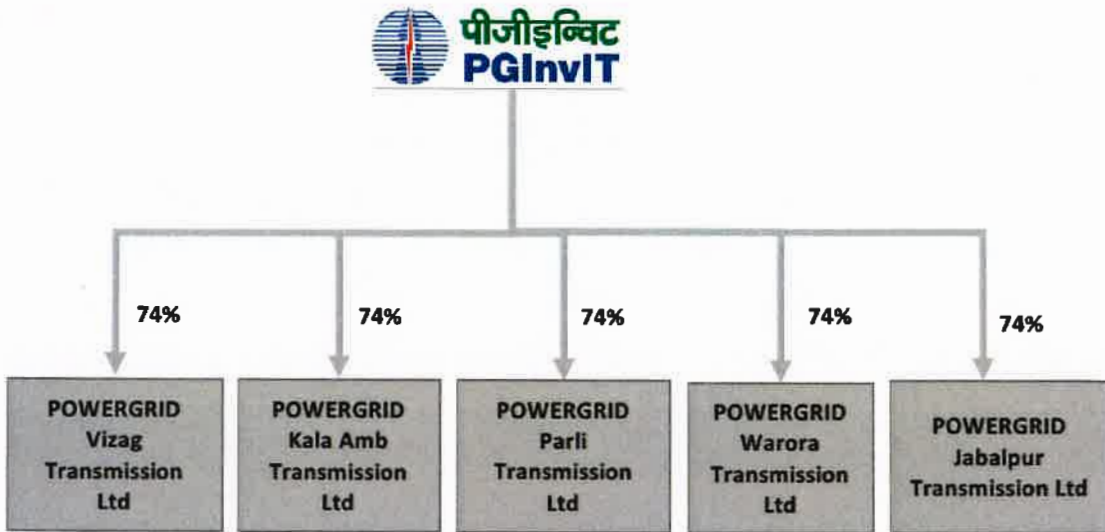 पीजीइन्विट
PGInvIT
74%
74%
74%
74%
74%
POWERGRID
Vizag
Transmission
Ltd
POWERGRID
Kala Amb
Transmission
Ltd
POWERGRID
Parli
Transmission
Ltd
POWERGRID
Warora
Transmission
Ltd
POWERGRID
Jabalpur
Transmission Ltd